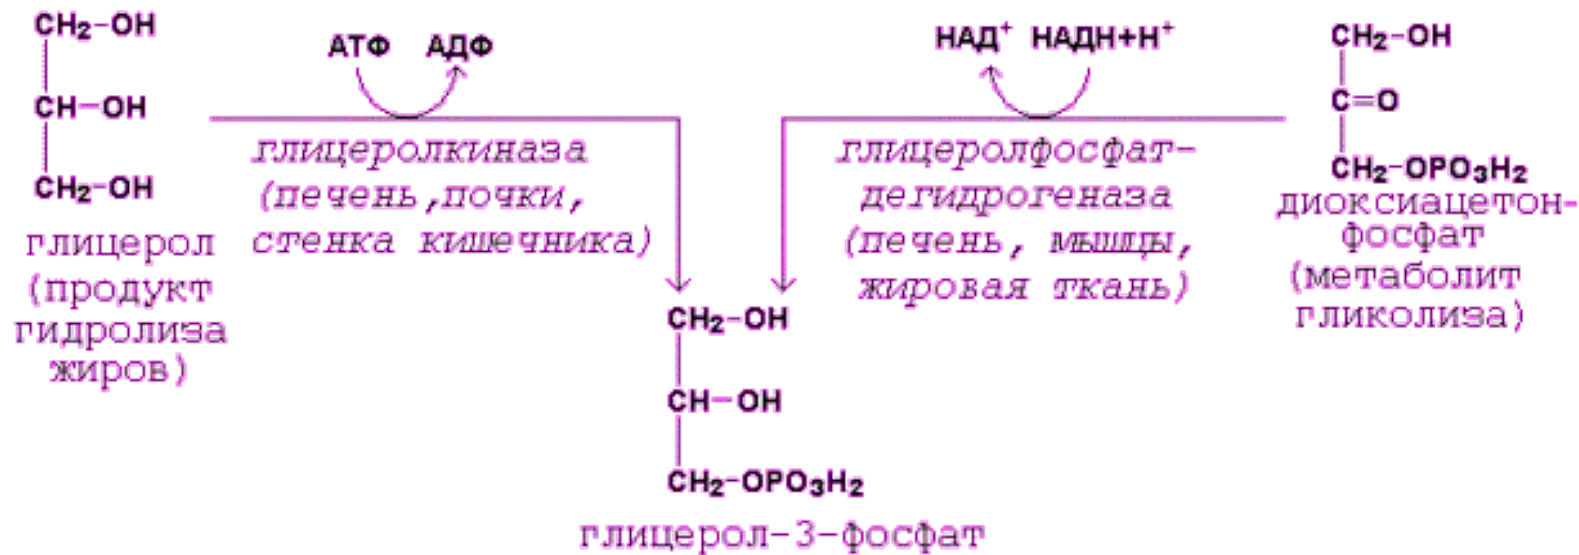 CH₂-OH
CH-OH
CH₂-OH
глицерол
(продукт
гидролиза
жиров)
АТФ АДФ
глицеролкиназа
(печень,почки,
стенка кишечника)
НАД⁺ НАДН+Н⁺
глицеролфосфат-
дегидрогеназа
(печень, мышцы,
жировая ткань)
CH₂-OH
C=O
CH₂-OPO₃H₂
диоксиацетон-
фосфат
(метаболит
гликолиза)
CH₂-OH
CH-OH
CH₂-OPO₃H₂
глицерол-3-фосфат